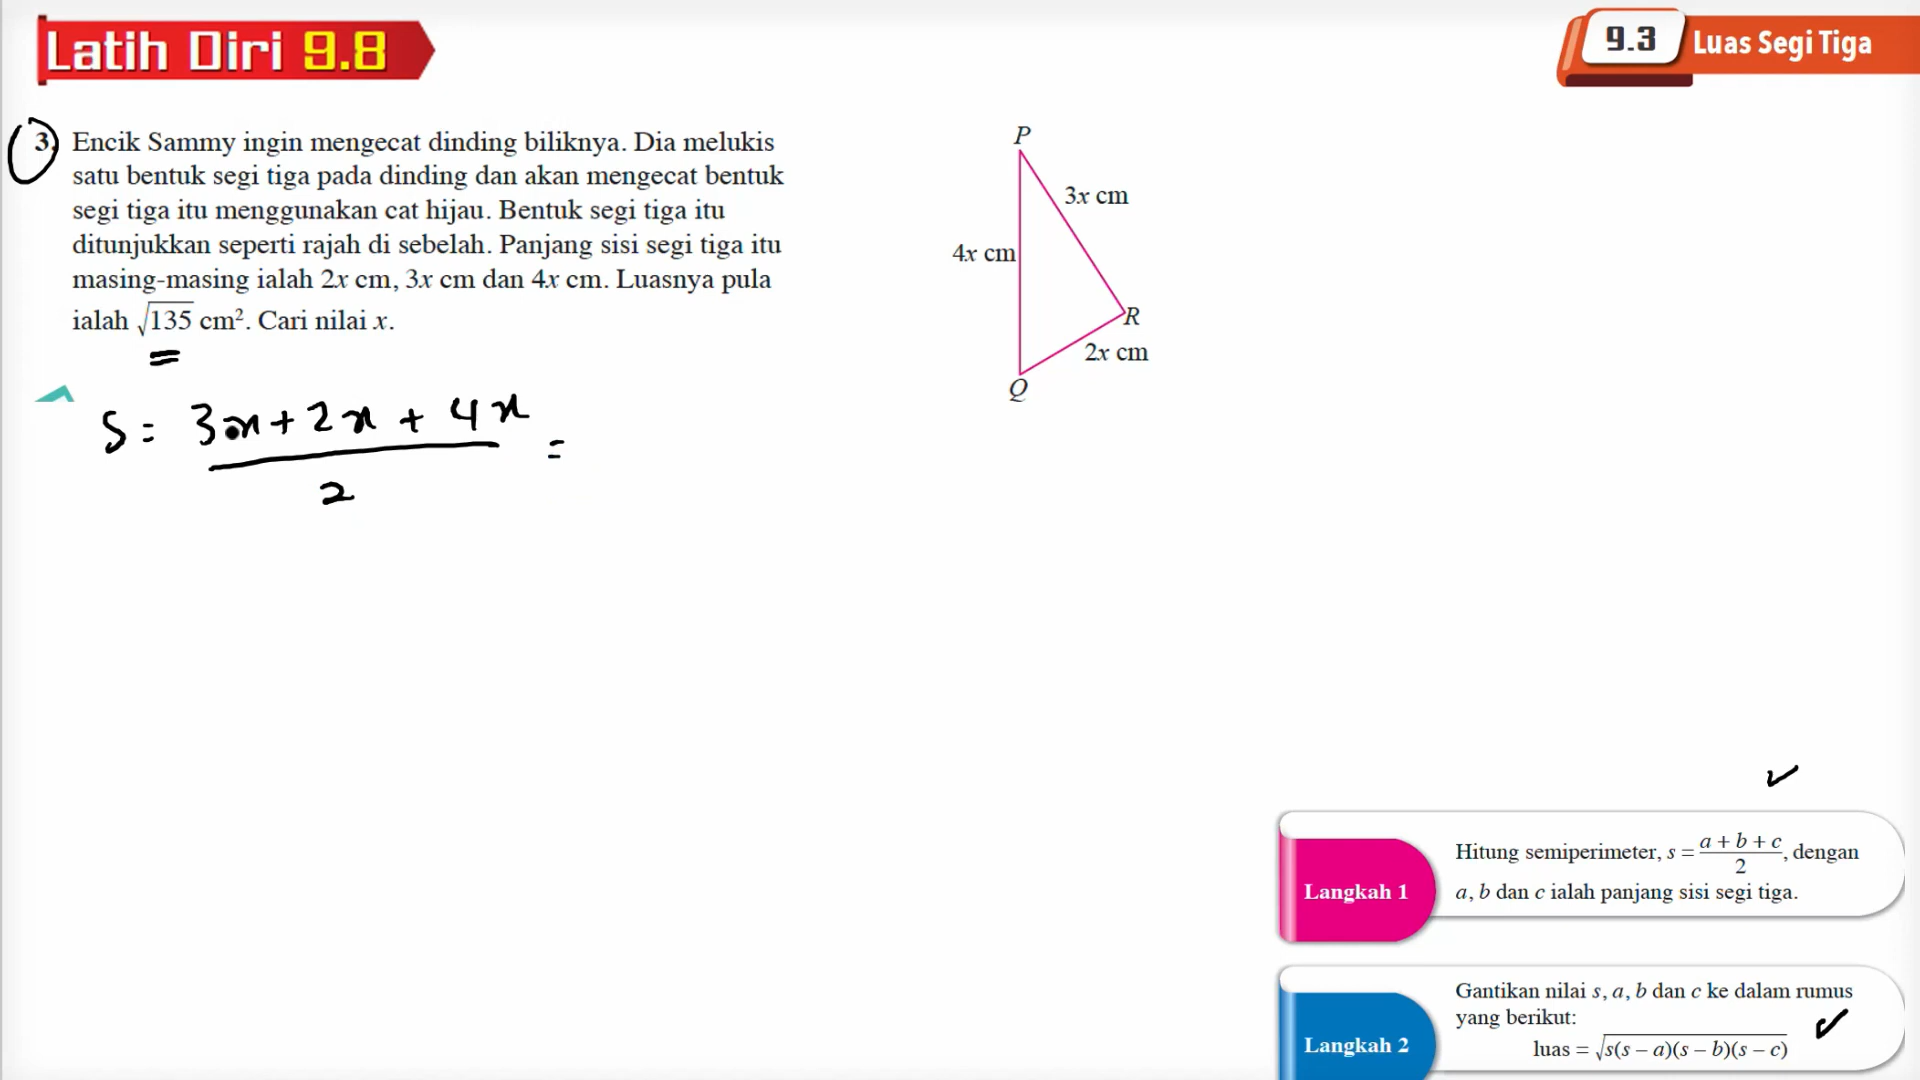 Latih Diri 9.8
9.3 Luas Segi Tiga
3. Encik Sammy ingin mengecat dinding biliknya. Dia melukis
satu bentuk segi tiga pada dinding dan akan mengecat bentuk
segi tiga itu menggunakan cat hijau. Bentuk segi tiga itu
ditunjukkan seperti rajah di sebelah. Panjang sisi segi tiga itu
masing-masing ialah 2x cm, 3x cm dan 4x cm. Luasnya pula
ialah √135 cm². Cari nilai x.
P
3x cm
4x cm
R
2x cm
Q
S = 3x + 2x + 4x =
2
Hitung semiperimeter, s = (a + b + c)/2, dengan
a, b dan c ialah panjang sisi segi tiga.
Langkah 1
Gantikan nilai s, a, b dan c ke dalam rumus
yang berikut:
luas = √s(s – a)(s – b)(s – c)
Langkah 2